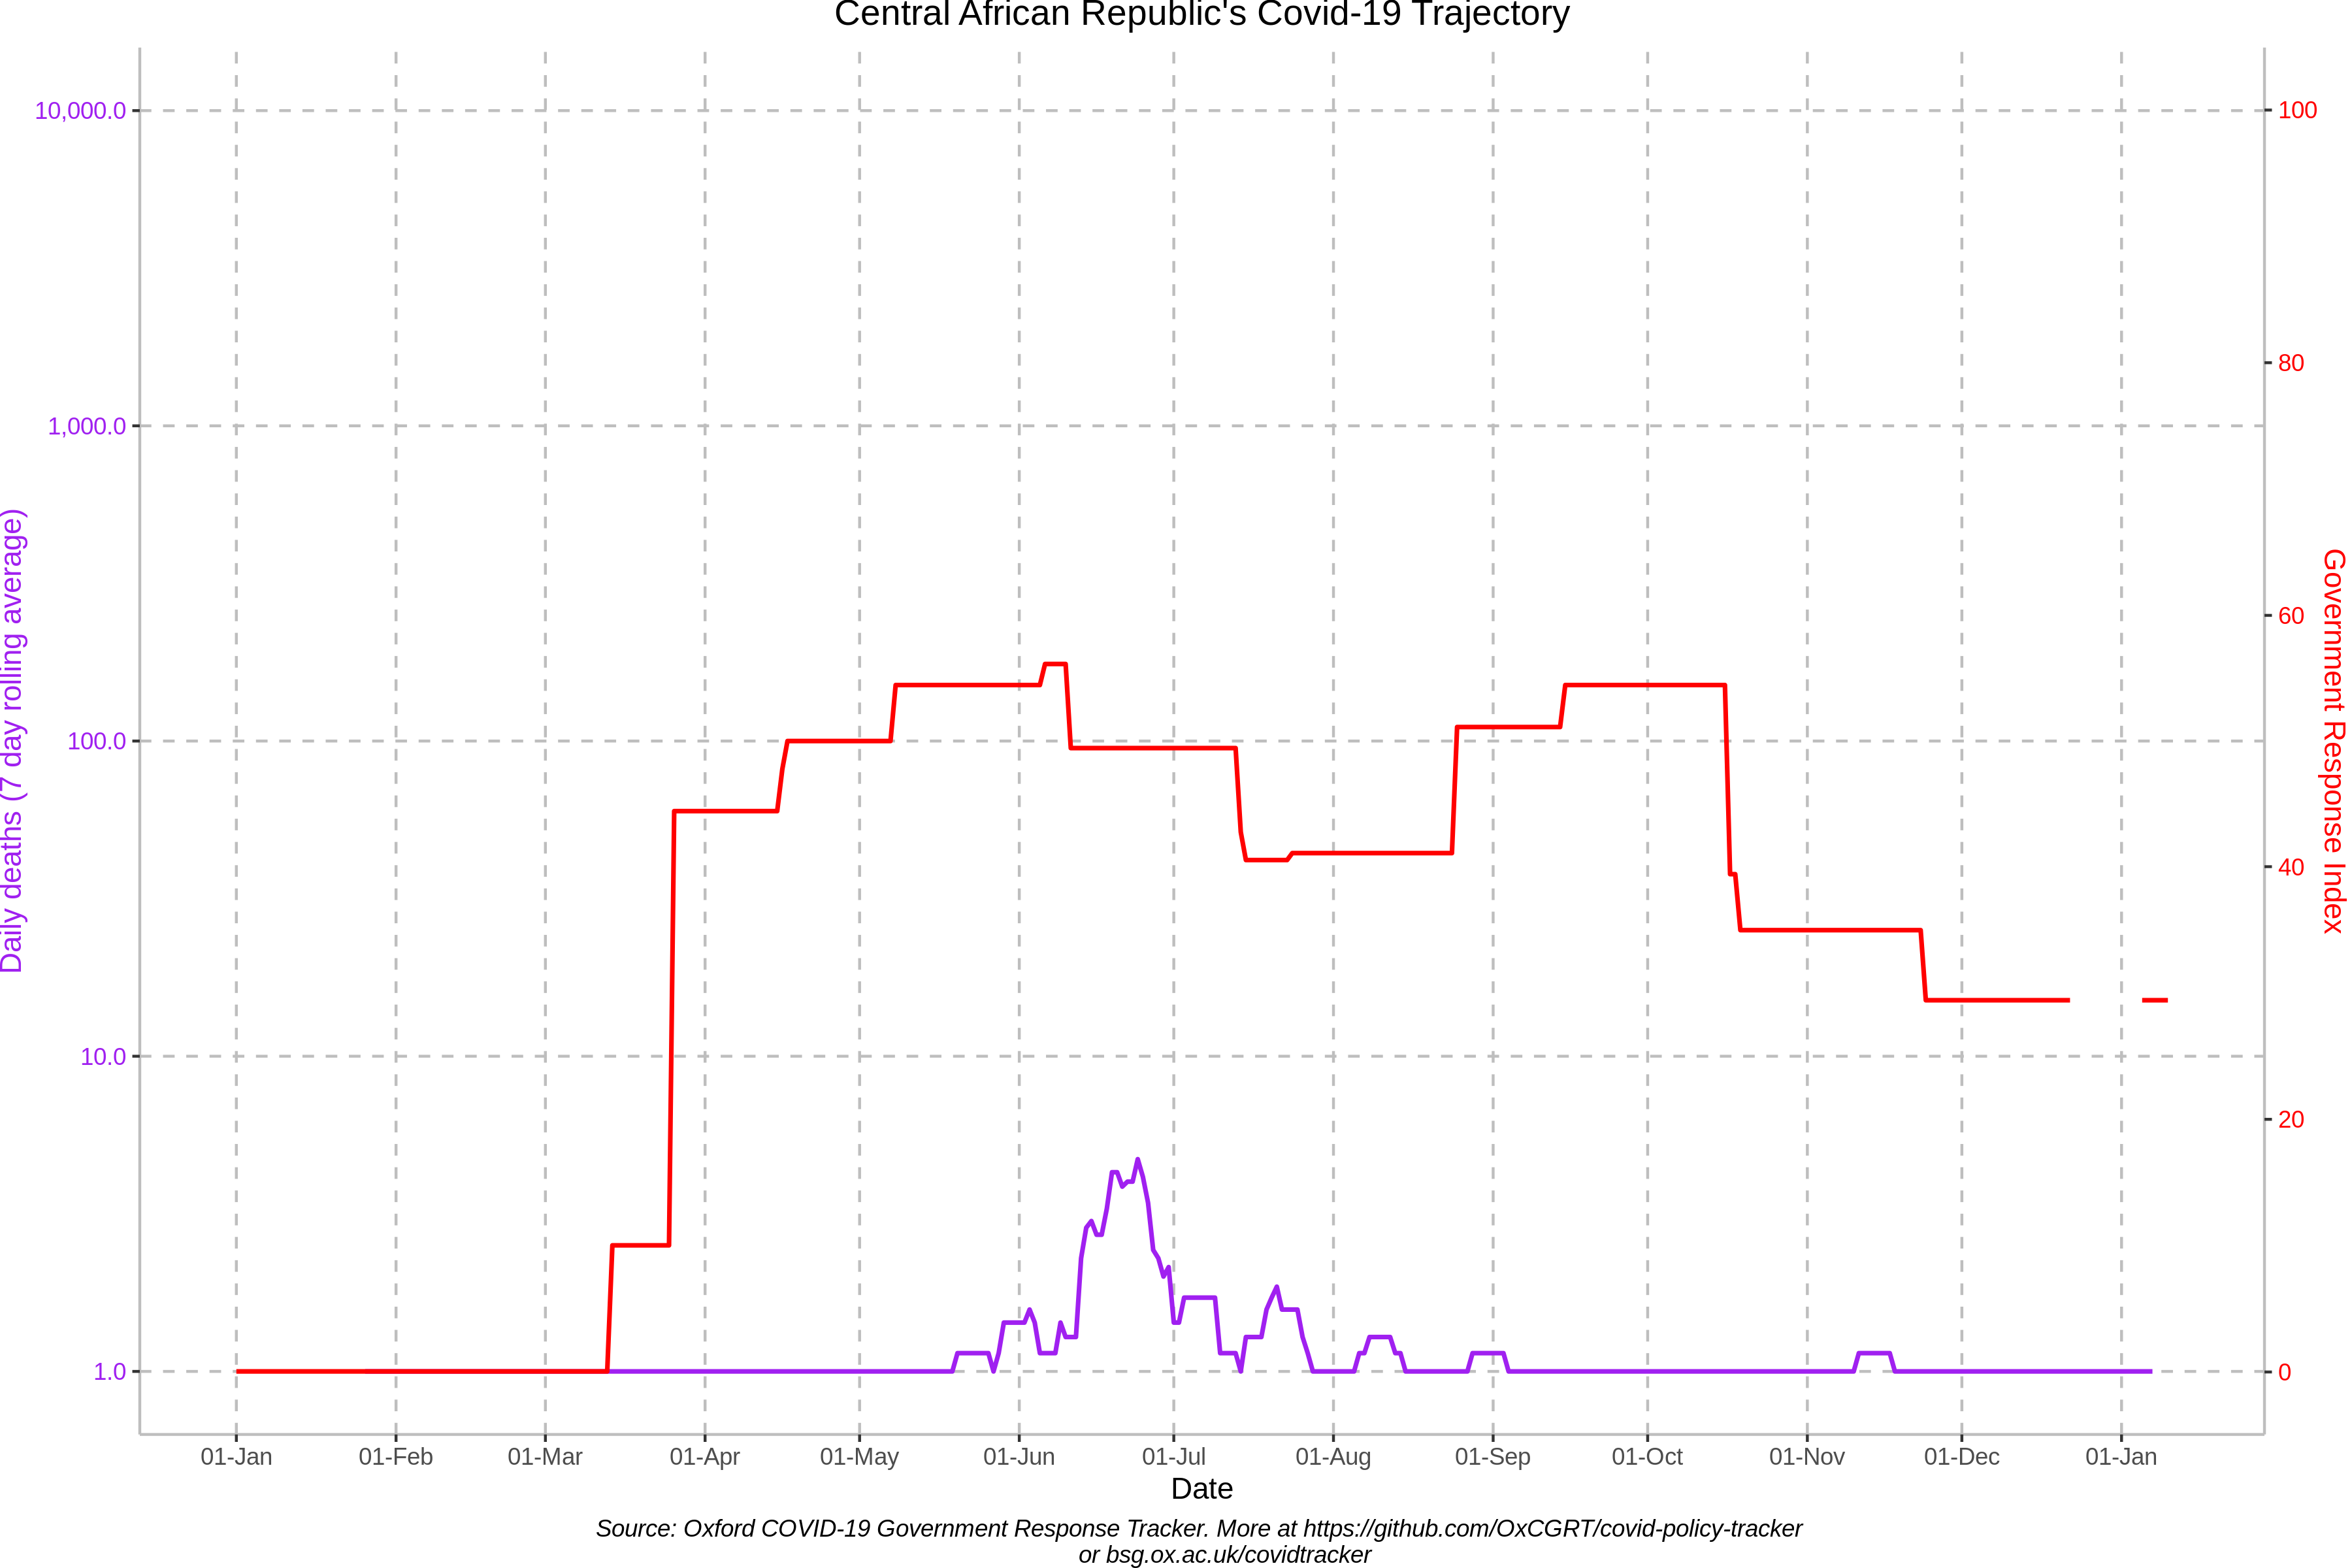 Central African Republic's Covid-19 Trajectory
10,000.0
1,000.0
100.0
10.0
1.0
Daily deaths (7 day rolling average)
100
80
60
40
20
0
Government Response Index
01-Jan 01-Feb 01-Mar 01-Apr 01-May 01-Jun 01-Jul 01-Aug 01-Sep 01-Oct 01-Nov 01-Dec 01-Jan
Date
Source: Oxford COVID-19 Government Response Tracker. More at https://github.com/OxCGRT/covid-policy-tracker
or bsg.ox.ac.uk/covidtracker